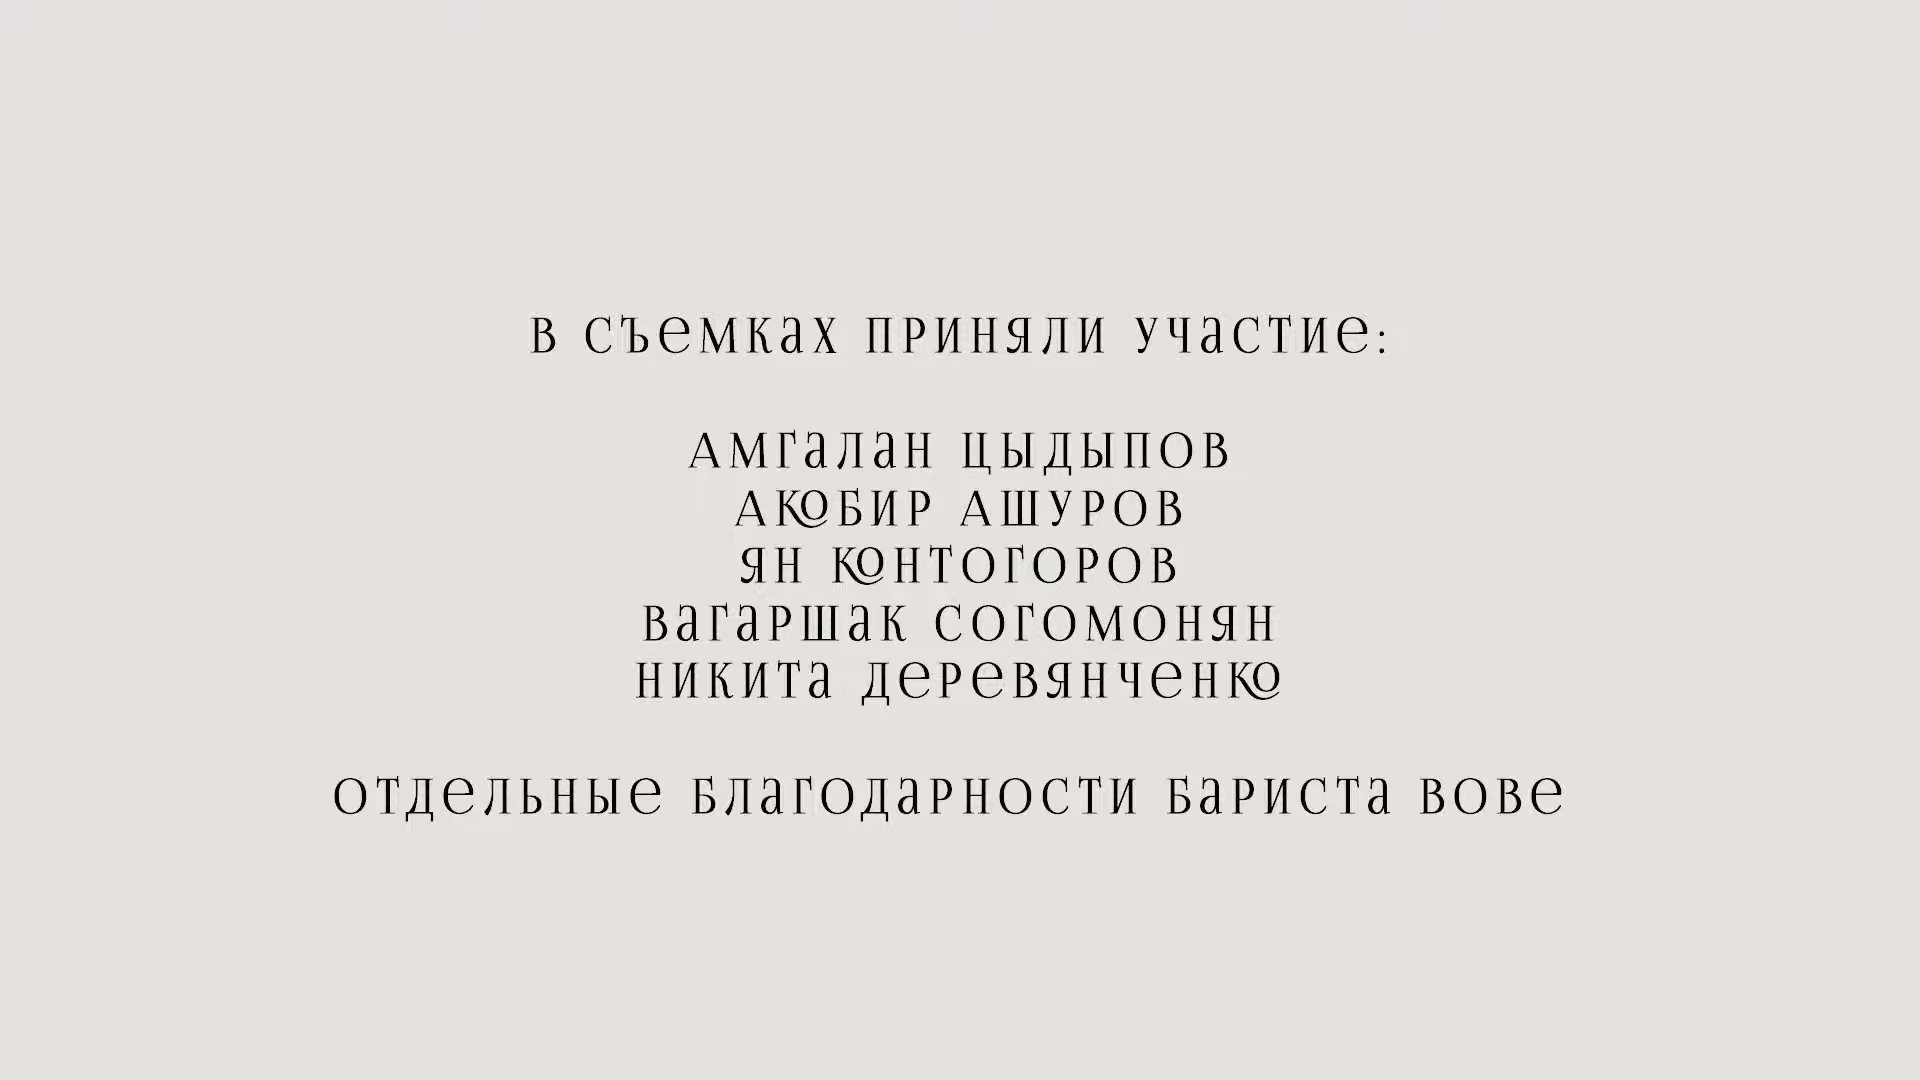 в съемках приняли участие:
Амгалан Цыдыпов
Акобир Ашуров
Ян Контогоров
Вагаршак Согомонян
Никита Деревянченко
отдельные благодарности бариста Вове